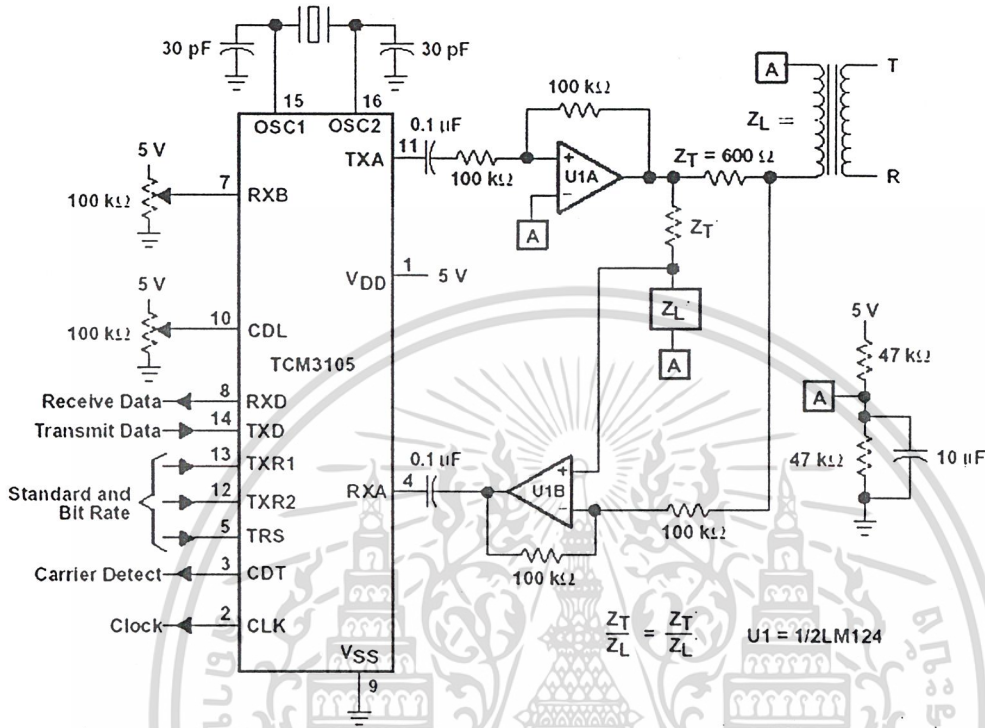 30 pF
30 pF
15
16
OSC1
OSC2
5 V
100 kΩ
7
RXB
5 V
100 kΩ
10
CDL
TCM3105
Receive Data
8
RXD
Transmit Data
14
TXD
13
TXR1
Standard and
Bit Rate
12
TXR2
5
TRS
Carrier Detect
3
CDT
Clock
2
CLK
VSS
9
TXA
11
0.1 uF
100 kΩ
100 kΩ
+
U1A
−
A
VDD
1
5 V
ZT = 600 Ω
ZT
ZL
A
A
ZL =
T
R
5 V
47 kΩ
A
47 kΩ
10 µF
RXA
4
0.1 uF
+
U1B
−
100 kΩ
100 kΩ
ZT
ZL
=
ZT
ZL
U1 = 1/2LM124